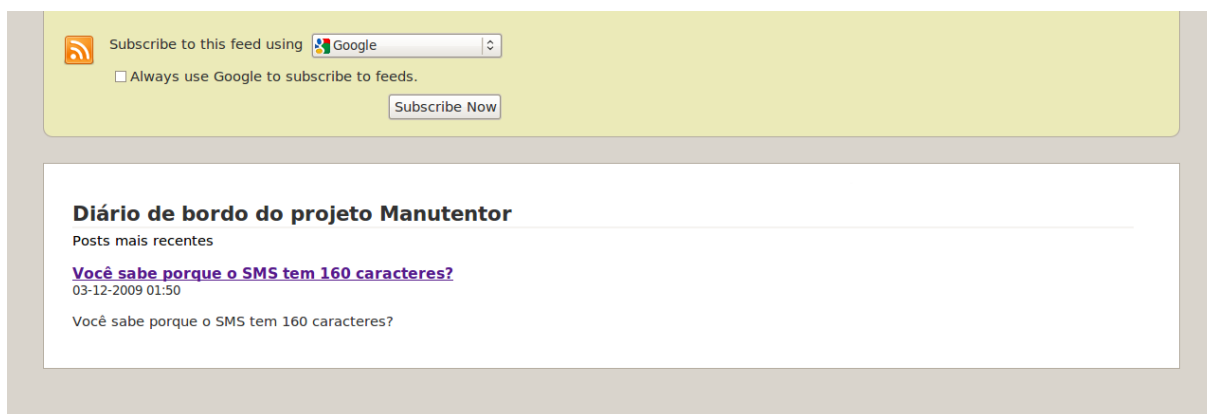 Subscribe to this feed using Google
Always use Google to subscribe to feeds.
Subscribe Now
Diário de bordo do projeto Manutentor
Posts mais recentes
Você sabe porque o SMS tem 160 caracteres?
03-12-2009 01:50
Você sabe porque o SMS tem 160 caracteres?